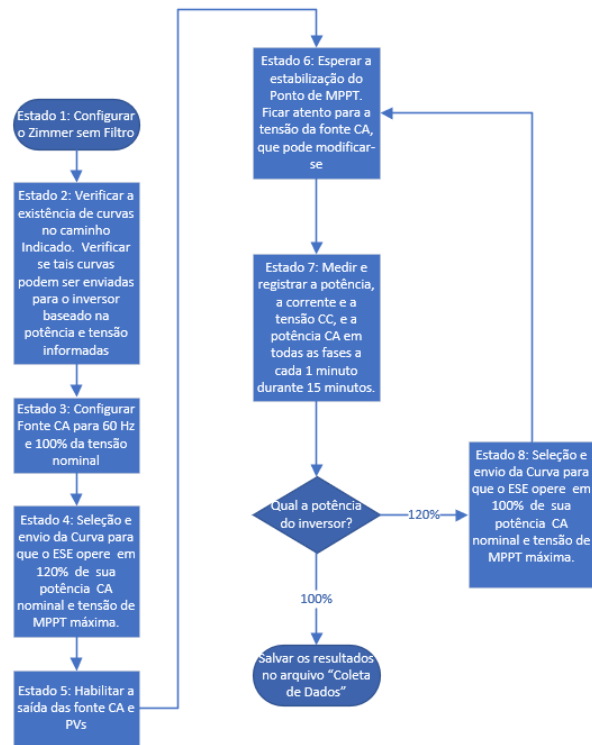 Estado 1: Configurar
o Zimmer sem Filtro
Estado 2: Verificar a
existência de curvas
no caminho
Indicado. Verificar
se tais curvas
podem ser enviadas
para o inversor
baseado na
potência e tensão
informadas
Estado 3: Configurar
Fonte CA para 60 Hz
e 100% da tensão
nominal
Estado 4: Seleção e
envio da Curva para
que o ESE opere em
120% de sua
potência CA
nominal e tensão de
MPPT máxima.
Estado 5: Habilitar a
saída das fonte CA e
PVs
Estado 6: Esperar a
estabilização do
Ponto de MPPT.
Ficar atento para a
tensão da fonte CA,
que pode modificar-
se
Estado 7: Medir e
registrar a potência,
a corrente e a
tensão CC, e a
potência CA em
todas as fases a
cada 1 minuto
durante 15 minutos.
Qual a potência
do inversor?
120%
100%
Estado 8: Seleção e
envio da Curva para
que o ESE opere em
100% de sua
potência CA
nominal e tensão de
MPPT máxima.
Salvar os resultados
no arquivo “Coleta
de Dados”